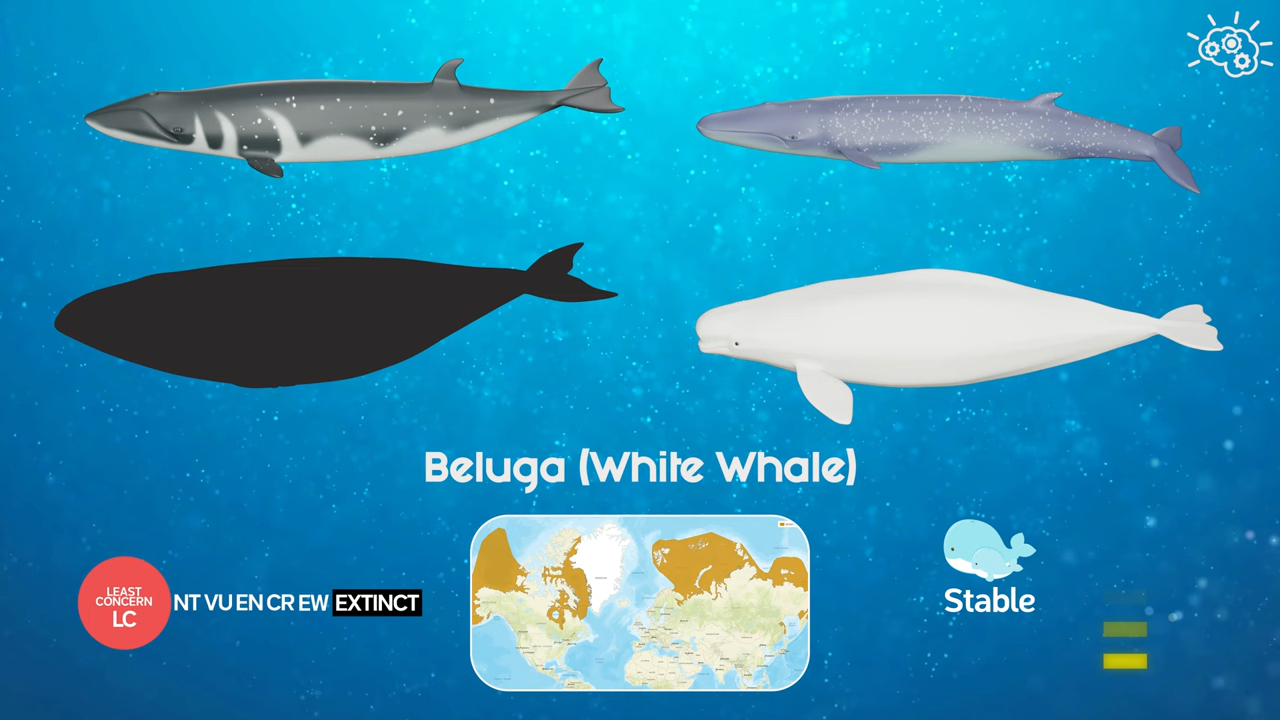 Beluga (White Whale)
LEAST
CONCERN
LC
NT VU EN CR EW EXTINCT
Stable